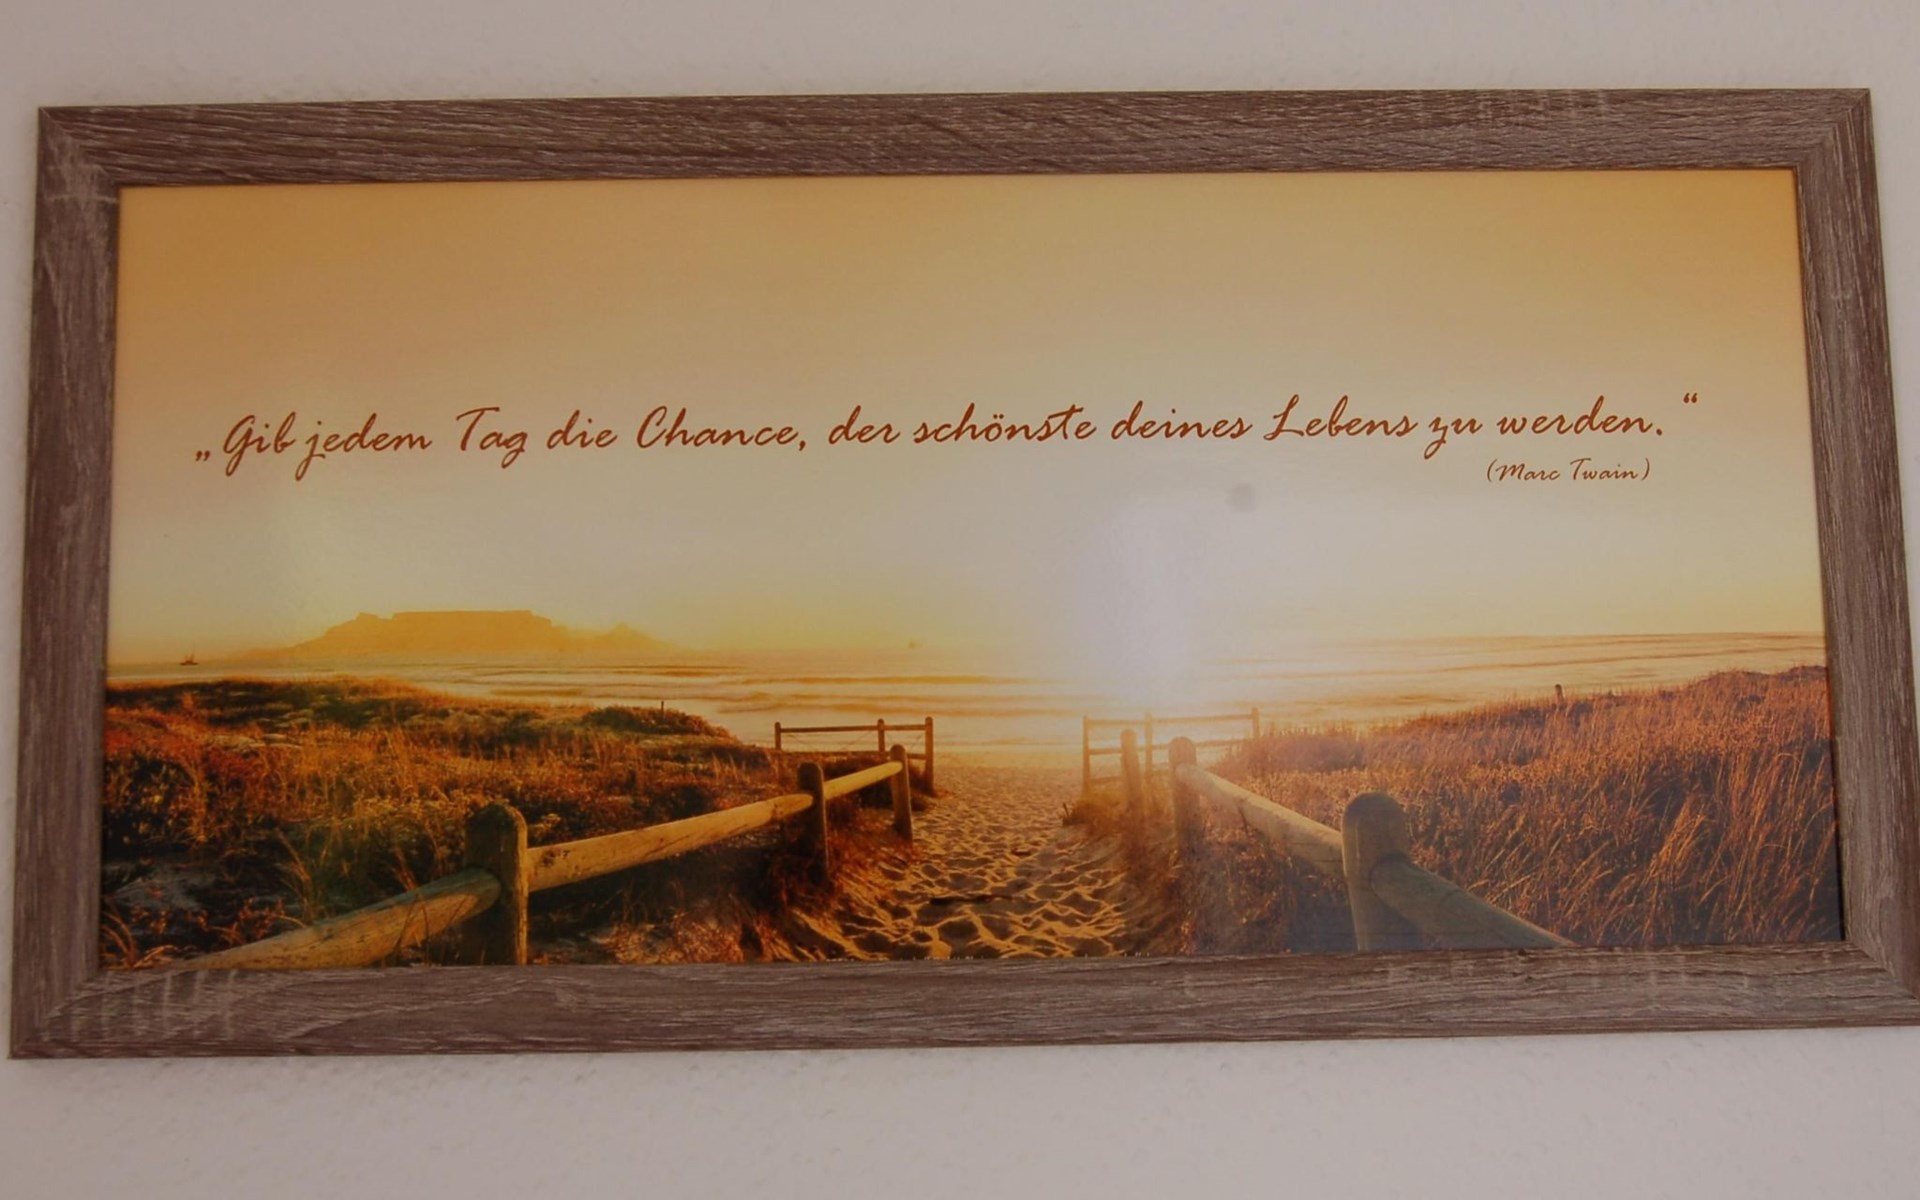 „Gib jedem Tag die Chance, der schönste deines Lebens zu werden.“
(Marc Twain)